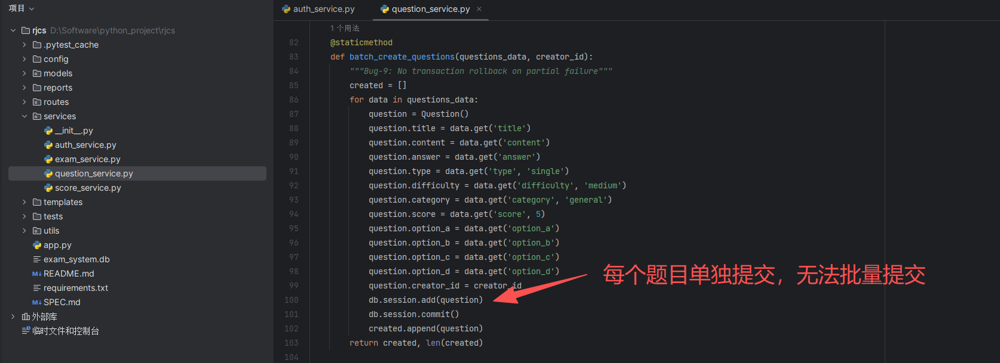 项目
rjcs D:\Software\python_project\rjcs
.pytest_cache
config
models
reports
routes
services
__init__.py
auth_service.py
exam_service.py
question_service.py
score_service.py
templates
tests
utils
app.py
exam_system.db
README.md
requirements.txt
SPEC.md
外部库
临时文件和控制台
auth_service.py question_service.py ×
1 个用法
82 @staticmethod
83 def batch_create_questions(questions_data, creator_id):
84 """Bug-9: No transaction rollback on partial failure"""
85 created = []
86 for data in questions_data:
87 question = Question()
88 question.title = data.get('title')
89 question.content = data.get('content')
90 question.answer = data.get('answer')
91 question.type = data.get('type', 'single')
92 question.difficulty = data.get('difficulty', 'medium')
93 question.category = data.get('category', 'general')
94 question.score = data.get('score', 5)
95 question.option_a = data.get('option_a')
96 question.option_b = data.get('option_b')
97 question.option_c = data.get('option_c')
98 question.option_d = data.get('option_d')
99 question.creator_id = creator_id
100 db.session.add(question)
101 db.session.commit()
102 created.append(question)
103 return created, len(created)
104
每个题目单独提交，无法批量提交